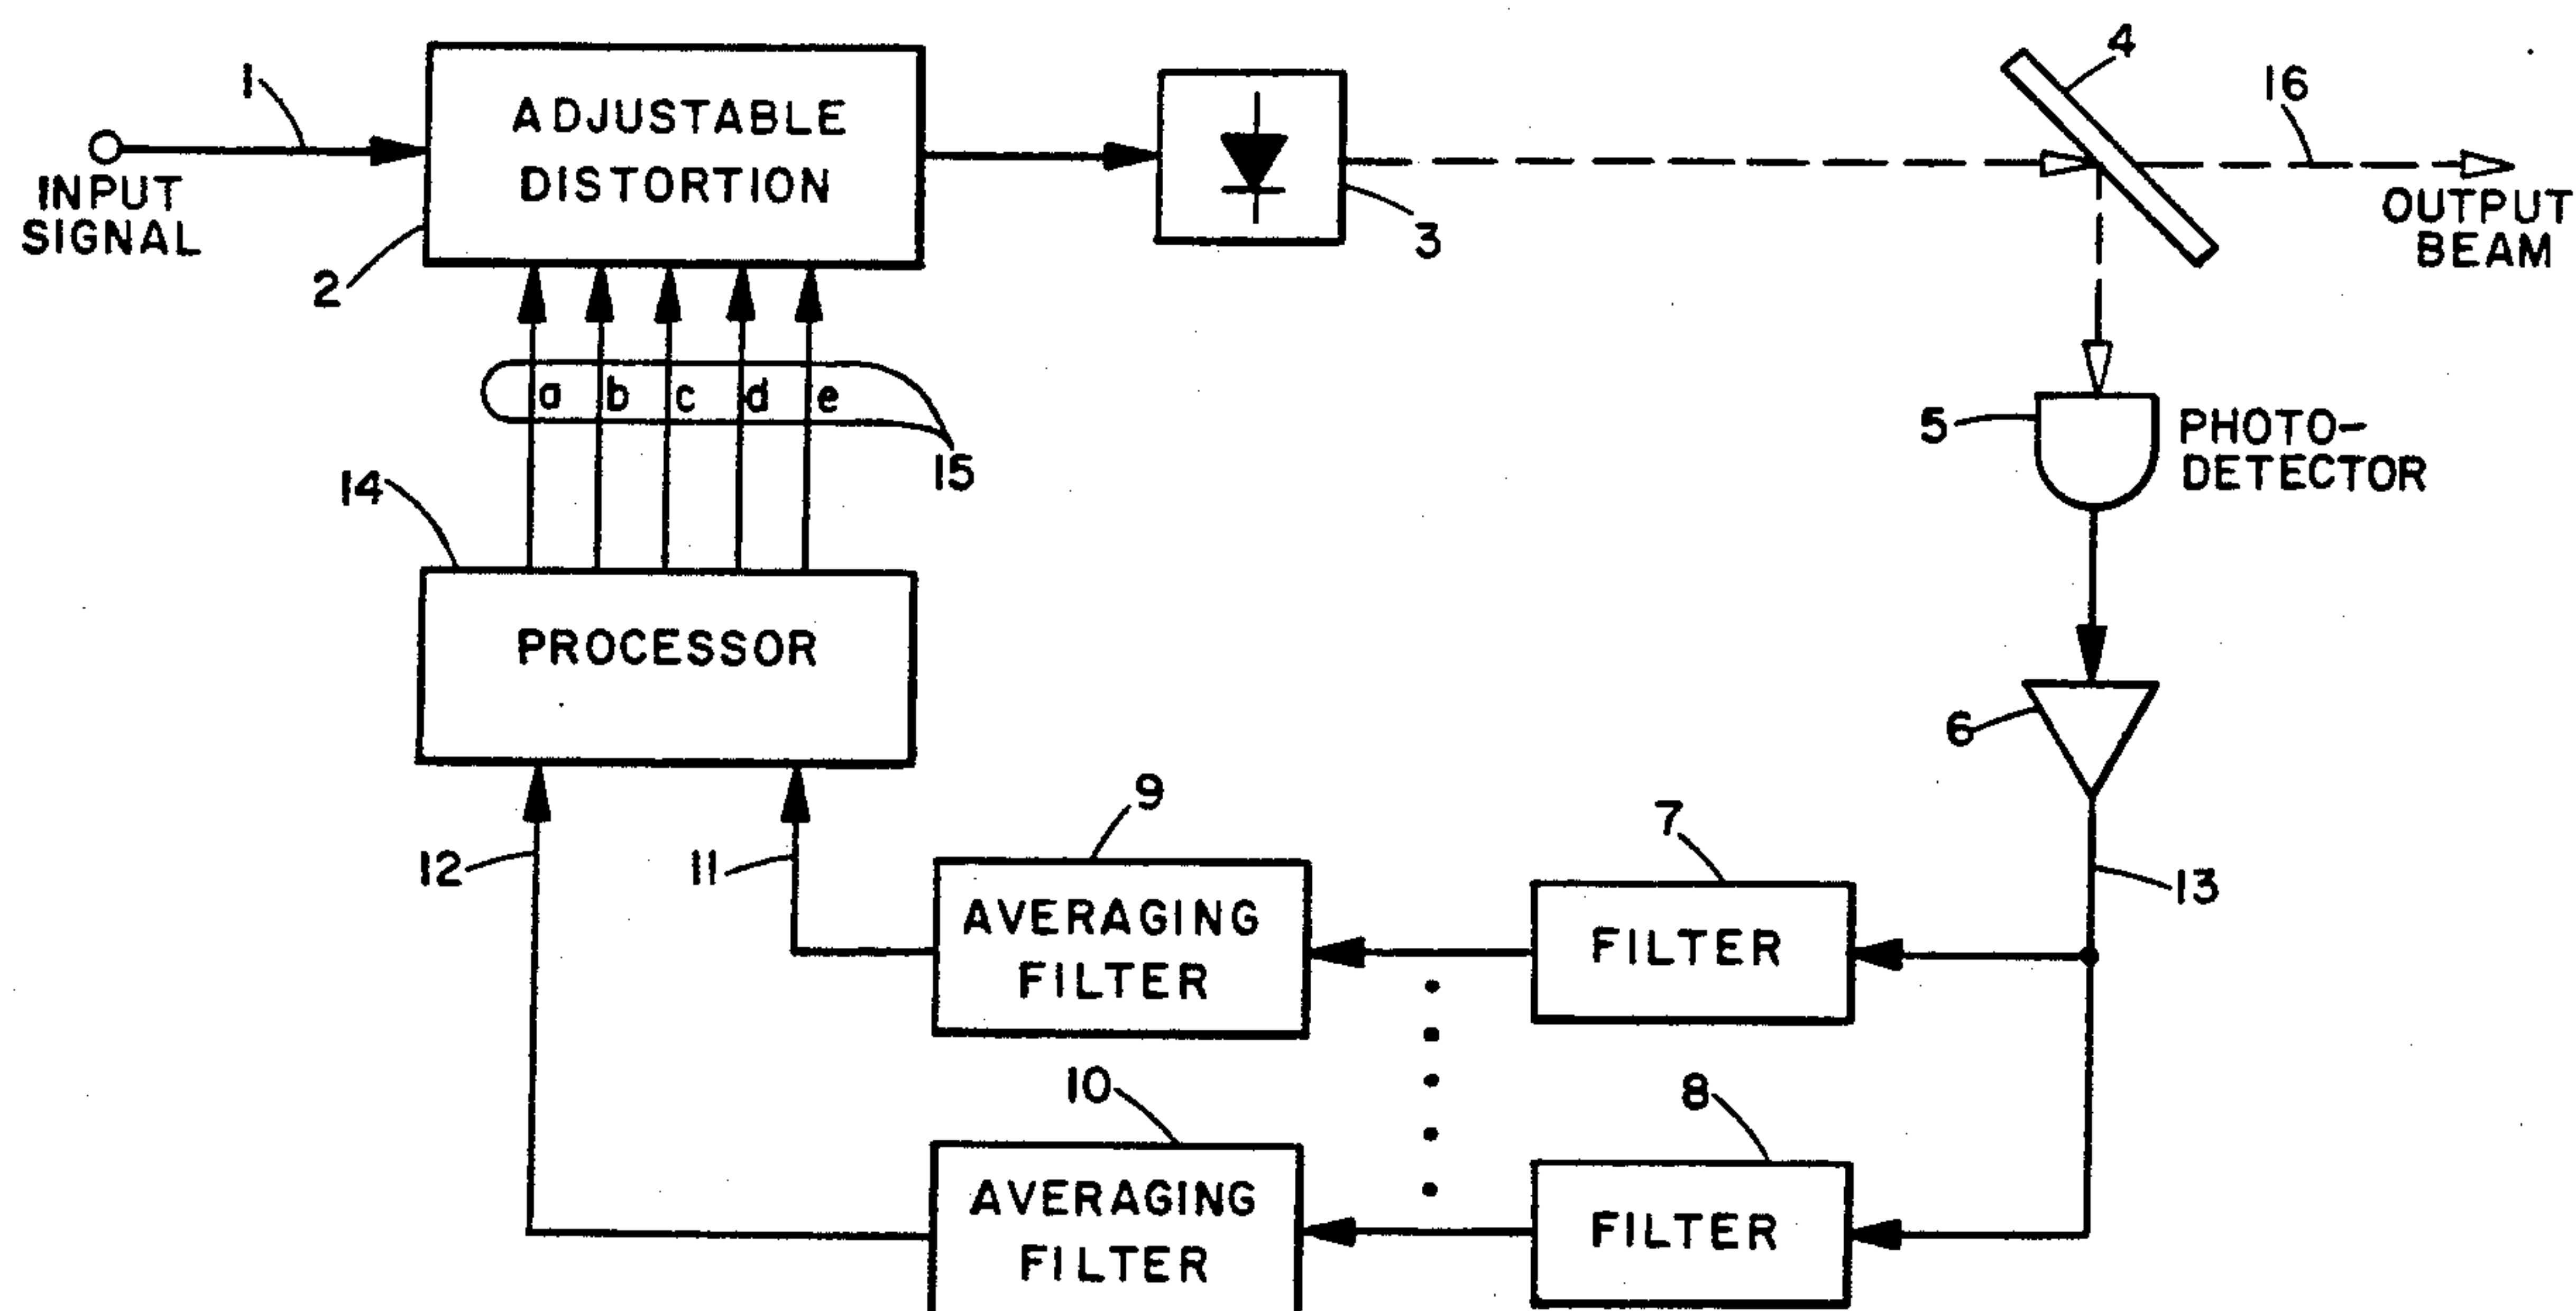 1
INPUT
SIGNAL
ADJUSTABLE
DISTORTION
2
3
4
16
OUTPUT
BEAM
a b c d e
15
5
PHOTO-
DETECTOR
14
PROCESSOR
6
12
11
9
AVERAGING
FILTER
7
FILTER
13
10
AVERAGING
FILTER
8
FILTER